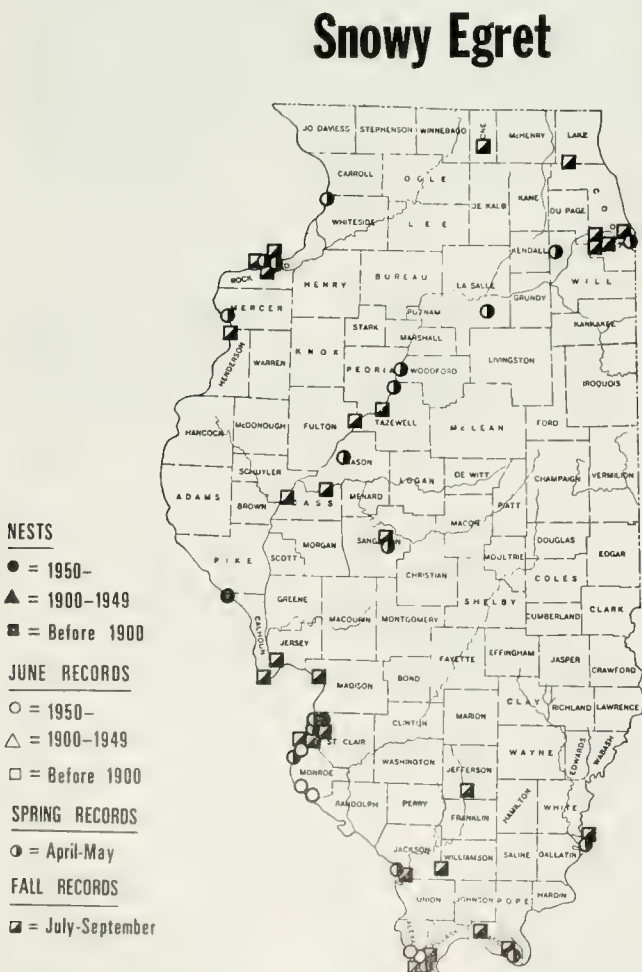 Snowy Egret
JO DAVIESS STEPHENSON WINNEBAGO McHENRY LAKE
CARROLL OGLE
DE KALB KANE
DU PAGE
WHITESIDE LEE
KENDALL
ROCK HENRY BUREAU LA SALLE WILL
GRUNDY
MERCER PUTNAM
KANKAKEE
STARK MARSHALL
HENDERSON WARREN KNOX PEORIA WOODFORD LIVINGSTON
IROQUOIS
HANCOCK McDONOUGH FULTON TAZEWELL McLEAN FORD
MASON
SCHUYLER LOGAN DE WITT CHAMPAIGN VERMILION
ADAMS BROWN CASS MENARD PIATT
MACON
MORGAN SANGAMON DOUGLAS
PIKE SCOTT MOULTRIE EDGAR
CHRISTIAN COLES
GREENE SHELBY
CALHOUN MACOUPIN MONTGOMERY CUMBERLAND CLARK
JERSEY FAYETTE EFFINGHAM JASPER
CRAWFORD
MADISON BOND
CLAY RICHLAND LAWRENCE
CLINTON MARION
ST CLAIR WAYNE EDWARDS WABASH
WASHINGTON
MONROE JEFFERSON
RANDOLPH PERRY HAMILTON WHITE
FRANKLIN
JACKSON WILLIAMSON SALINE GALLATIN
UNION JOHNSON POPE HARDIN
NESTS
● = 1950-
▲ = 1900-1949
■ = Before 1900
JUNE RECORDS
○ = 1950-
△ = 1900-1949
□ = Before 1900
SPRING RECORDS
◑ = April-May
FALL RECORDS
◪ = July-September